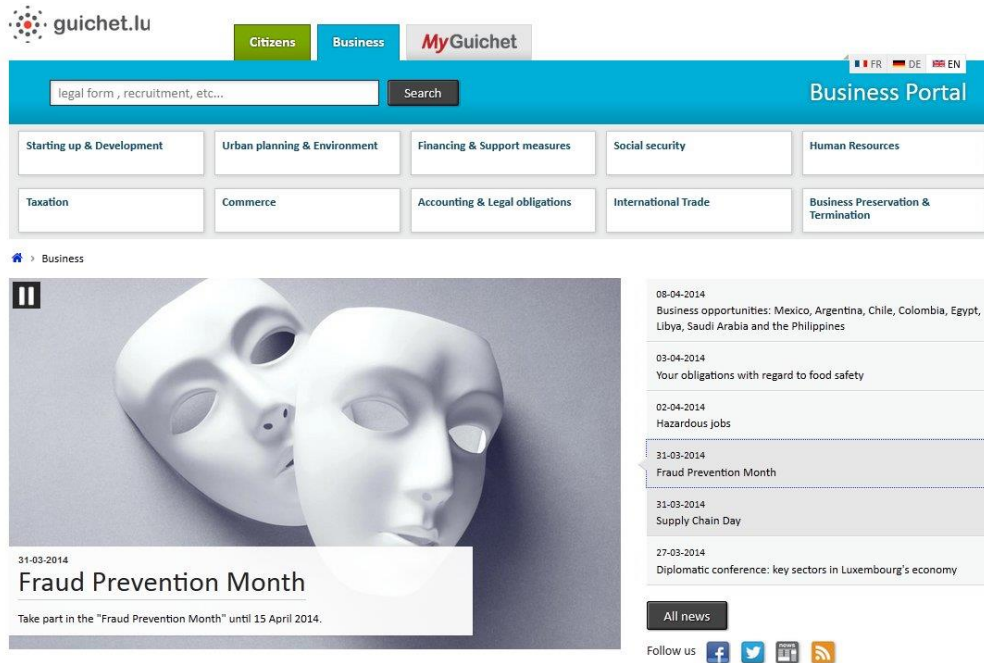 guichet.lu
Citizens
Business
MyGuichet
FR
DE
EN
legal form , recruitment, etc...
Search
Business Portal
Starting up & Development
Urban planning & Environment
Financing & Support measures
Social security
Human Resources
Taxation
Commerce
Accounting & Legal obligations
International Trade
Business Preservation &
Termination
> Business
31-03-2014
Fraud Prevention Month
Take part in the "Fraud Prevention Month" until 15 April 2014.
08-04-2014
Business opportunities: Mexico, Argentina, Chile, Colombia, Egypt,
Libya, Saudi Arabia and the Philippines
03-04-2014
Your obligations with regard to food safety
02-04-2014
Hazardous jobs
31-03-2014
Fraud Prevention Month
31-03-2014
Supply Chain Day
27-03-2014
Diplomatic conference: key sectors in Luxembourg's economy
All news
Follow us